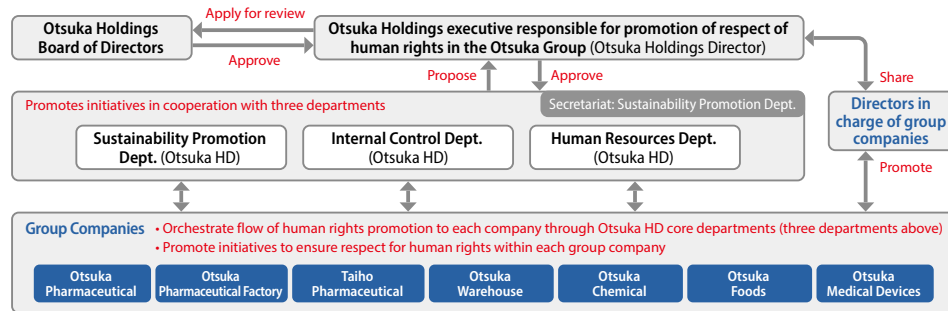 Apply for review
Otsuka Holdings
Board of Directors
Approve
Otsuka Holdings executive responsible for promotion of respect of
human rights in the Otsuka Group (Otsuka Holdings Director)
Propose
Approve
Share
Promotes initiatives in cooperation with three departments
Secretariat: Sustainability Promotion Dept.
Sustainability Promotion
Dept. (Otsuka HD)
Internal Control Dept.
(Otsuka HD)
Human Resources Dept.
(Otsuka HD)
Directors in
charge of group
companies
Promote
Group Companies • Orchestrate flow of human rights promotion to each company through Otsuka HD core departments (three departments above)
• Promote initiatives to ensure respect for human rights within each group company
Otsuka
Pharmaceutical
Otsuka
Pharmaceutical Factory
Taiho
Pharmaceutical
Otsuka
Warehouse
Otsuka
Chemical
Otsuka
Foods
Otsuka
Medical Devices